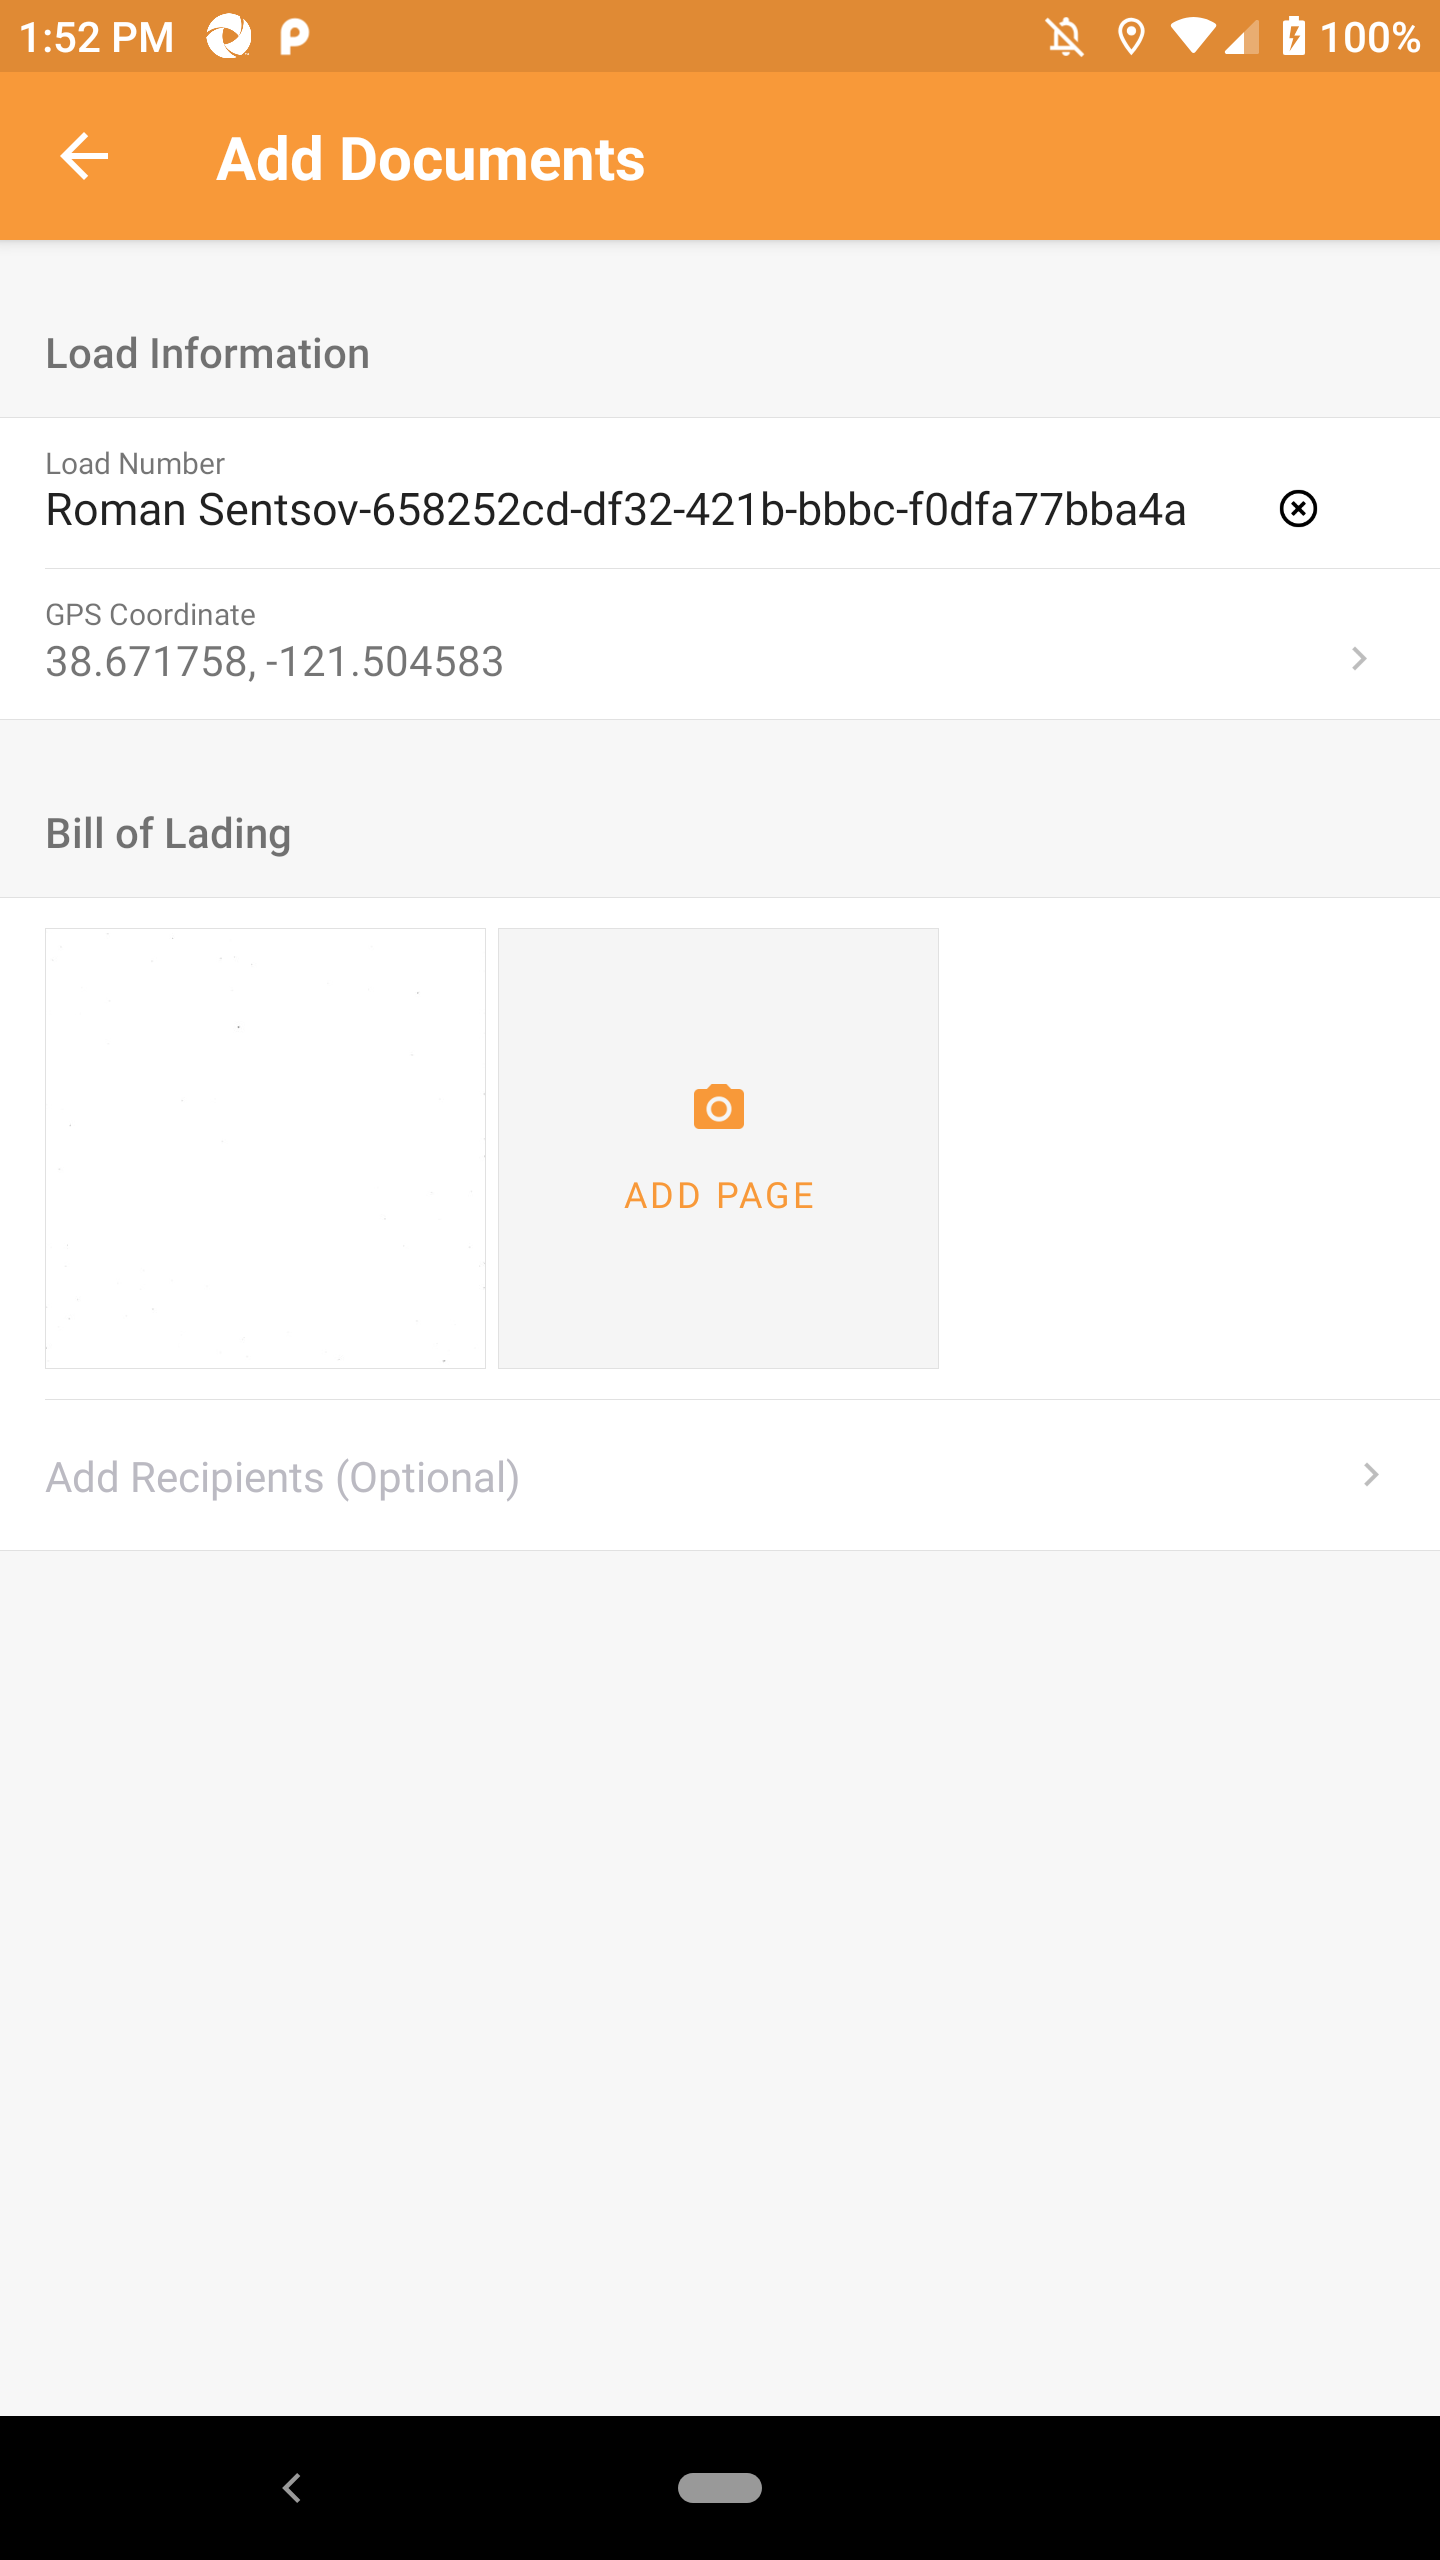 1:52 PM
100%
Add Documents
Load Information
Load Number
Roman Sentsov-658252cd-df32-421b-bbbc-f0dfa77bba4a
GPS Coordinate
38.671758, -121.504583
Bill of Lading
ADD PAGE
Add Recipients (Optional)